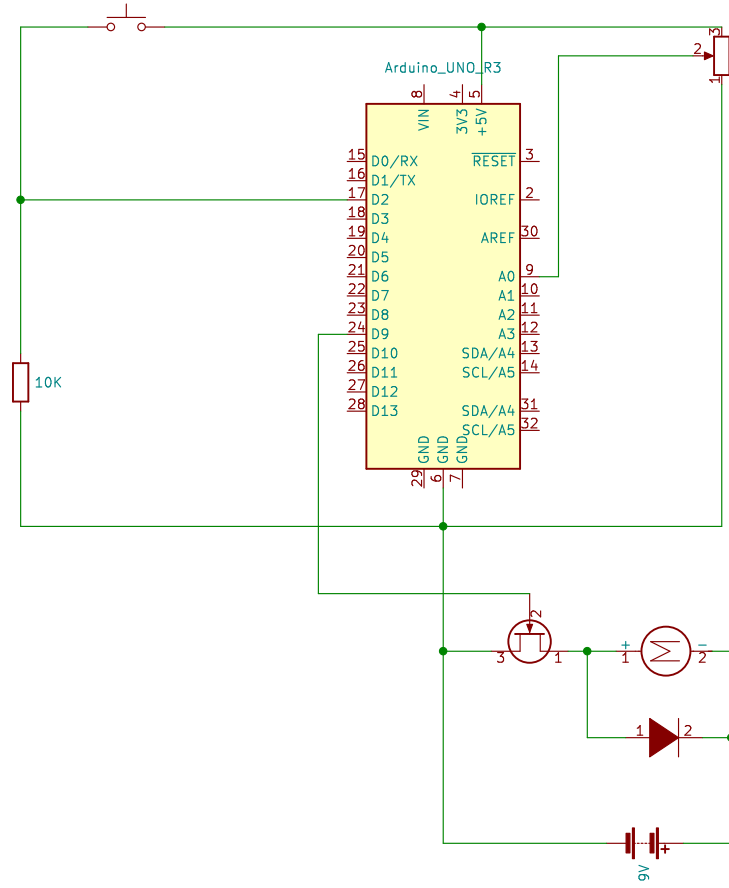 3
2
1
Arduino_UNO_R3
8
4
5
VIN
3V3
+5V
15 D0/RX
16 D1/TX
17 D2
18 D3
19 D4
20 D5
21 D6
22 D7
23 D8
24 D9
25 D10
26 D11
27 D12
28 D13
RESET 3
IOREF 2
AREF 30
A0 9
A1 10
A2 11
A3 12
SDA/A4 13
SCL/A5 14
SDA/A4 31
SCL/A5 32
GND
GND
GND
29
6
7
10K
2
3
1
+
1
−
2
1
2
+
9V